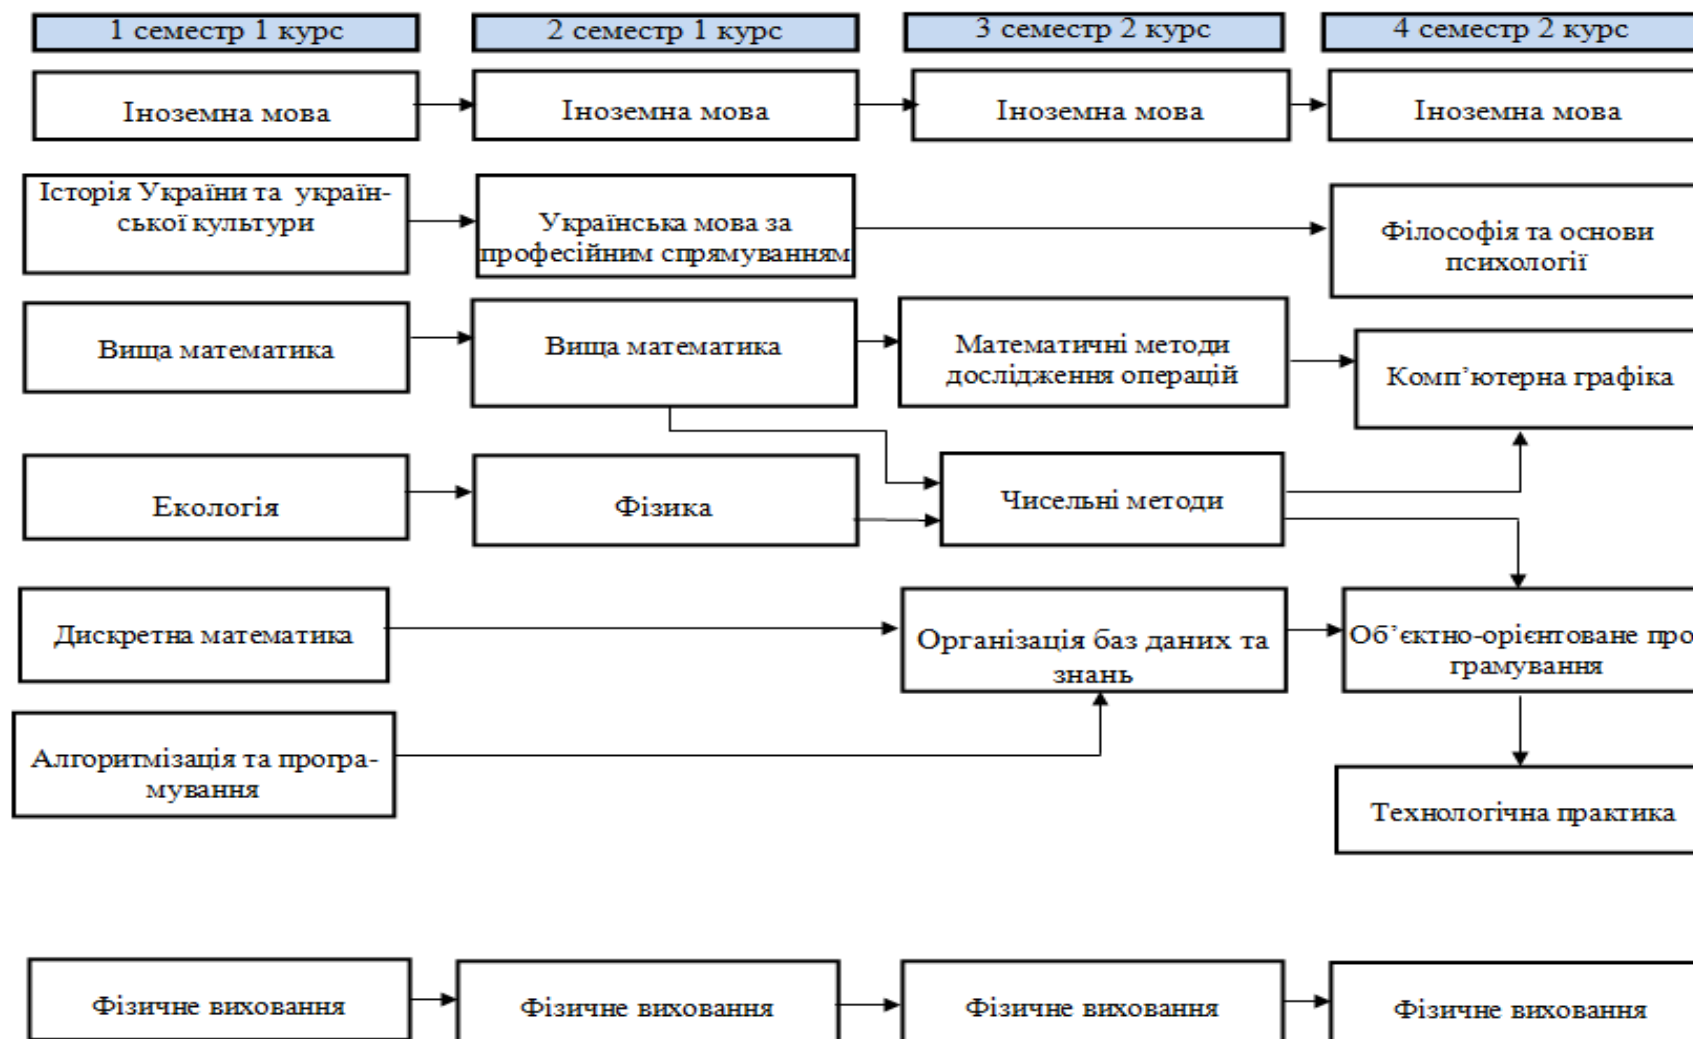 1 семестр 1 курс
2 семестр 1 курс
3 семестр 2 курс
4 семестр 2 курс
Іноземна мова
Іноземна мова
Іноземна мова
Іноземна мова
Історія України та україн-
ської культури
Українська мова за
професійним спрямуванням
Філософія та основи
психології
Вища математика
Вища математика
Математичні методи
дослідження операцій
Комп’ютерна графіка
Екологія
Фізика
Чисельні методи
Дискретна математика
Організація баз даних та
знань
Об’єктно-орієнтоване про
грамування
Алгоритмізація та програ-
мування
Технологічна практика
Фізичне виховання
Фізичне виховання
Фізичне виховання
Фізичне виховання